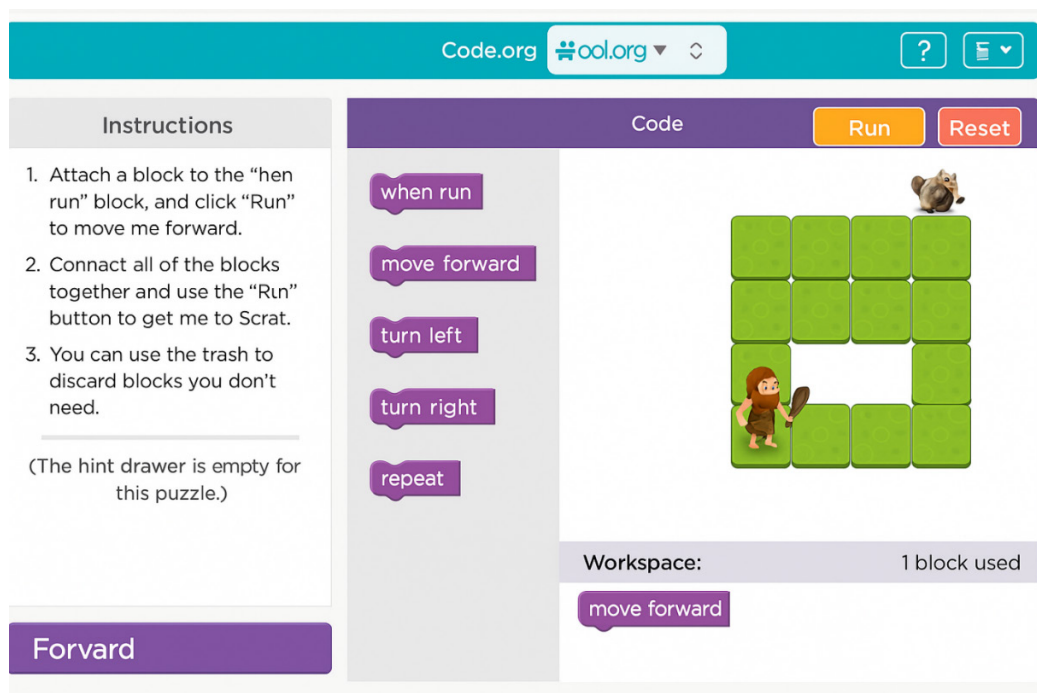 Code.org ool.org
?
Instructions
1. Attach a block to the “hen
run” block, and click “Run”
to move me forward.
2. Connact all of the blocks
together and use the “Run”
button to get me to Scrat.
3. You can use the trash to
discard blocks you don’t
need.
(The hint drawer is empty for
this puzzle.)
Forvard
Code
Run
Reset
when run
move forward
turn left
turn right
repeat
Workspace:
1 block used
move forward